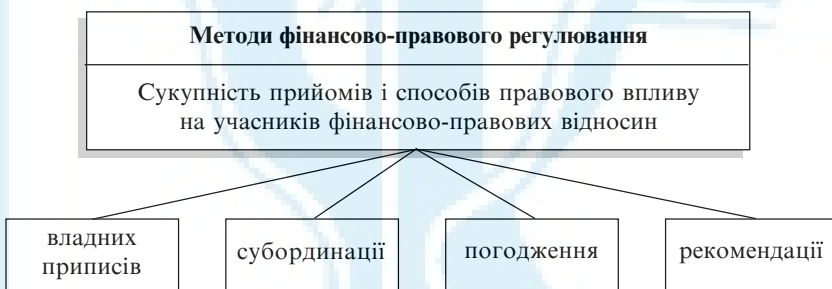 Методи фінансово-правового регулювання
Сукупність прийомів і способів правового впливу
на учасників фінансово-правових відносин
владних
приписів
субординації
погодження
рекомендації